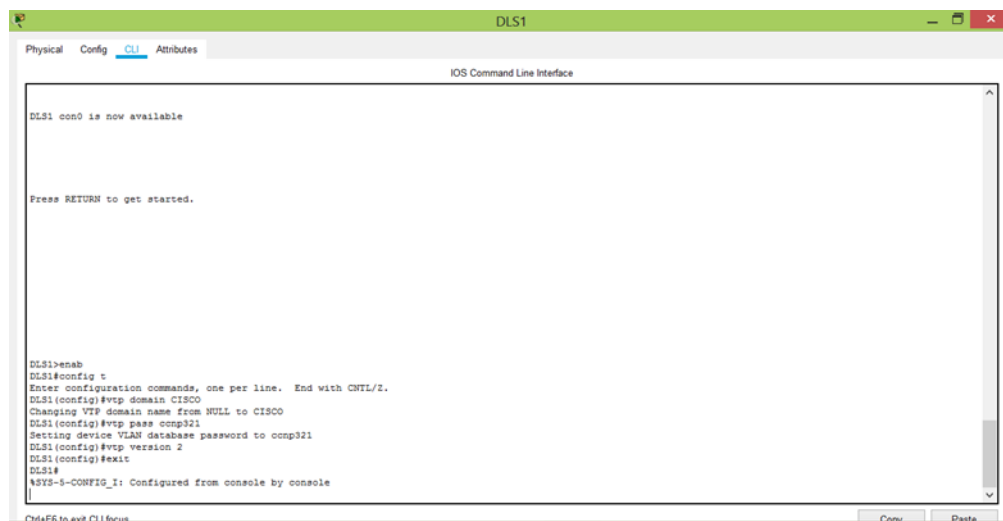 DLS1
Physical Config CLI Attributes
IOS Command Line Interface
DLS1 con0 is now available
Press RETURN to get started.
DLS1>enab
DLS1#config t
Enter configuration commands, one per line. End with CNTL/Z.
DLS1(config)#vtp domain CISCO
Changing VTP domain name from NULL to CISCO
DLS1(config)#vtp pass ccnp321
Setting device VLAN database password to ccnp321
DLS1(config)#vtp version 2
DLS1(config)#exit
DLS1#
%SYS-5-CONFIG_I: Configured from console by console
Ctrl+F6 to exit CLI focus
Copy Paste